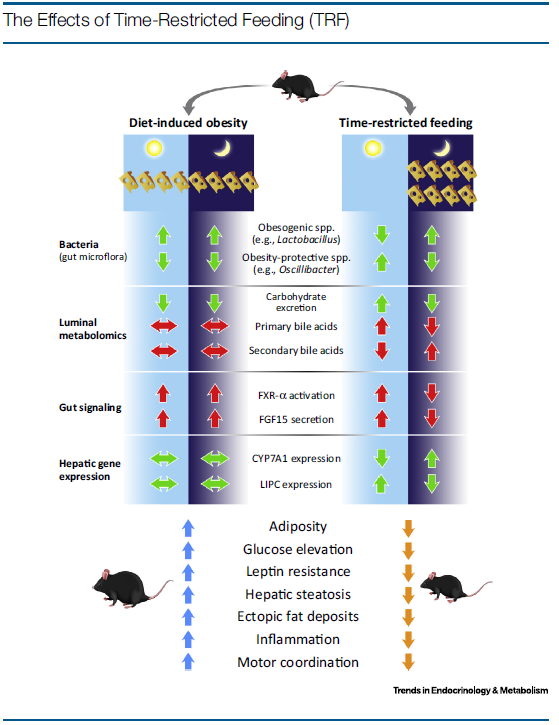 The Effects of Time-Restricted Feeding (TRF)
Diet-induced obesity
Time-restricted feeding
Bacteria
(gut microflora)
Obesogenic spp.
(e.g., Lactobacillus)
Obesity-protective spp.
(e.g., Oscillibacter)
Luminal
metabolomics
Carbohydrate
excretion
Primary bile acids
Secondary bile acids
Gut signaling
FXR-α activation
FGF15 secretion
Hepatic gene
expression
CYP7A1 expression
LIPC expression
Adiposity
Glucose elevation
Leptin resistance
Hepatic steatosis
Ectopic fat deposits
Inflammation
Motor coordination
Trends in Endocrinology & Metabolism